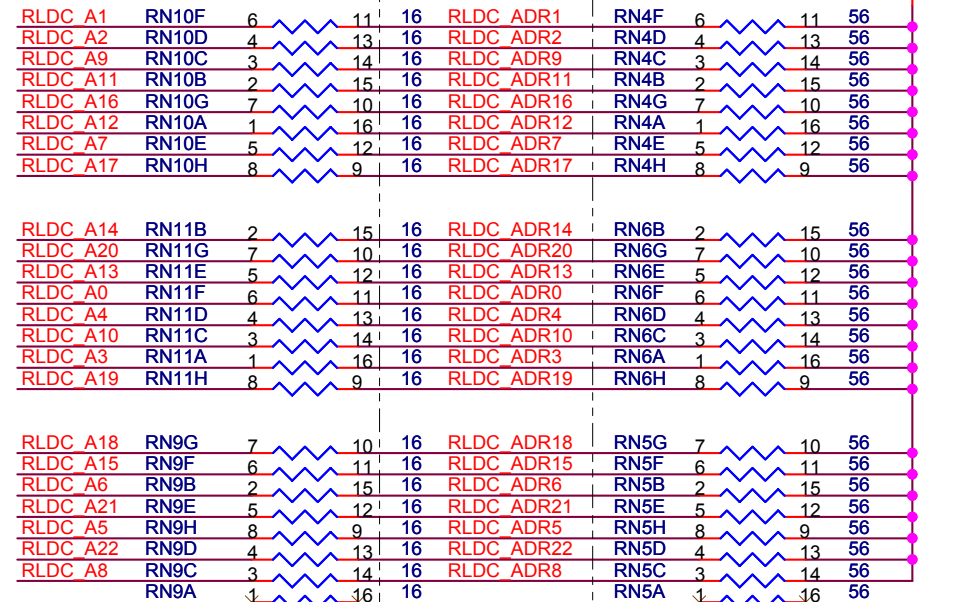 RLDC_A1 RN10F 6 11 16 RLDC_ADR1 RN4F 6 11 56
RLDC_A2 RN10D 4 13 16 RLDC_ADR2 RN4D 4 13 56
RLDC_A9 RN10C 3 14 16 RLDC_ADR9 RN4C 3 14 56
RLDC_A11 RN10B 2 15 16 RLDC_ADR11 RN4B 2 15 56
RLDC_A16 RN10G 7 10 16 RLDC_ADR16 RN4G 7 10 56
RLDC_A12 RN10A 1 16 16 RLDC_ADR12 RN4A 1 16 56
RLDC_A7 RN10E 5 12 16 RLDC_ADR7 RN4E 5 12 56
RLDC_A17 RN10H 8 9 16 RLDC_ADR17 RN4H 8 9 56
RLDC_A14 RN11B 2 15 16 RLDC_ADR14 RN6B 2 15 56
RLDC_A20 RN11G 7 10 16 RLDC_ADR20 RN6G 7 10 56
RLDC_A13 RN11E 5 12 16 RLDC_ADR13 RN6E 5 12 56
RLDC_A0 RN11F 6 11 16 RLDC_ADR0 RN6F 6 11 56
RLDC_A4 RN11D 4 13 16 RLDC_ADR4 RN6D 4 13 56
RLDC_A10 RN11C 3 14 16 RLDC_ADR10 RN6C 3 14 56
RLDC_A3 RN11A 1 16 16 RLDC_ADR3 RN6A 1 16 56
RLDC_A19 RN11H 8 9 16 RLDC_ADR19 RN6H 8 9 56
RLDC_A18 RN9G 7 10 16 RLDC_ADR18 RN5G 7 10 56
RLDC_A15 RN9F 6 11 16 RLDC_ADR15 RN5F 6 11 56
RLDC_A6 RN9B 2 15 16 RLDC_ADR6 RN5B 2 15 56
RLDC_A21 RN9E 5 12 16 RLDC_ADR21 RN5E 5 12 56
RLDC_A5 RN9H 8 9 16 RLDC_ADR5 RN5H 8 9 56
RLDC_A22 RN9D 4 13 16 RLDC_ADR22 RN5D 4 13 56
RLDC_A8 RN9C 3 14 16 RLDC_ADR8 RN5C 3 14 56
RN9A 1 16 16 RN5A 1 16 56